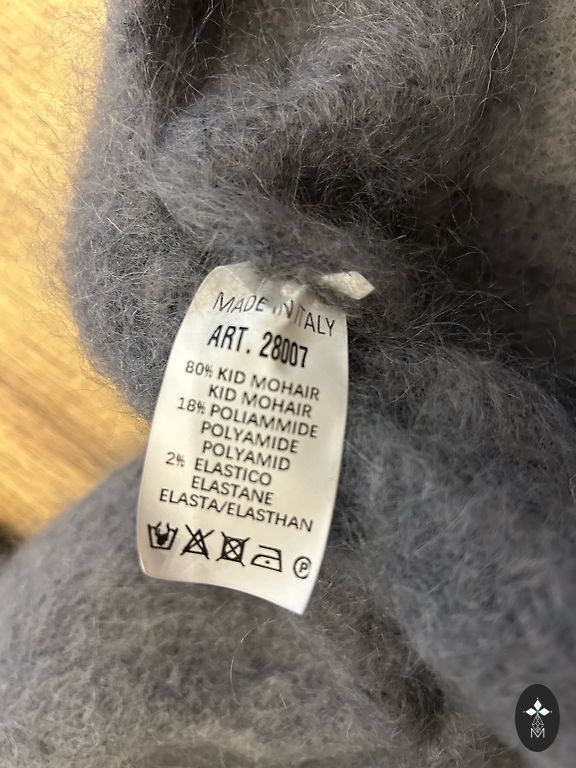 MADE IN ITALY
ART. 28007
80% KID MOHAIR
KID MOHAIR
18% POLIAMMIDE
POLYAMIDE
POLYAMID
2% ELASTICO
ELASTANE
ELASTA/ELASTHAN
P
M